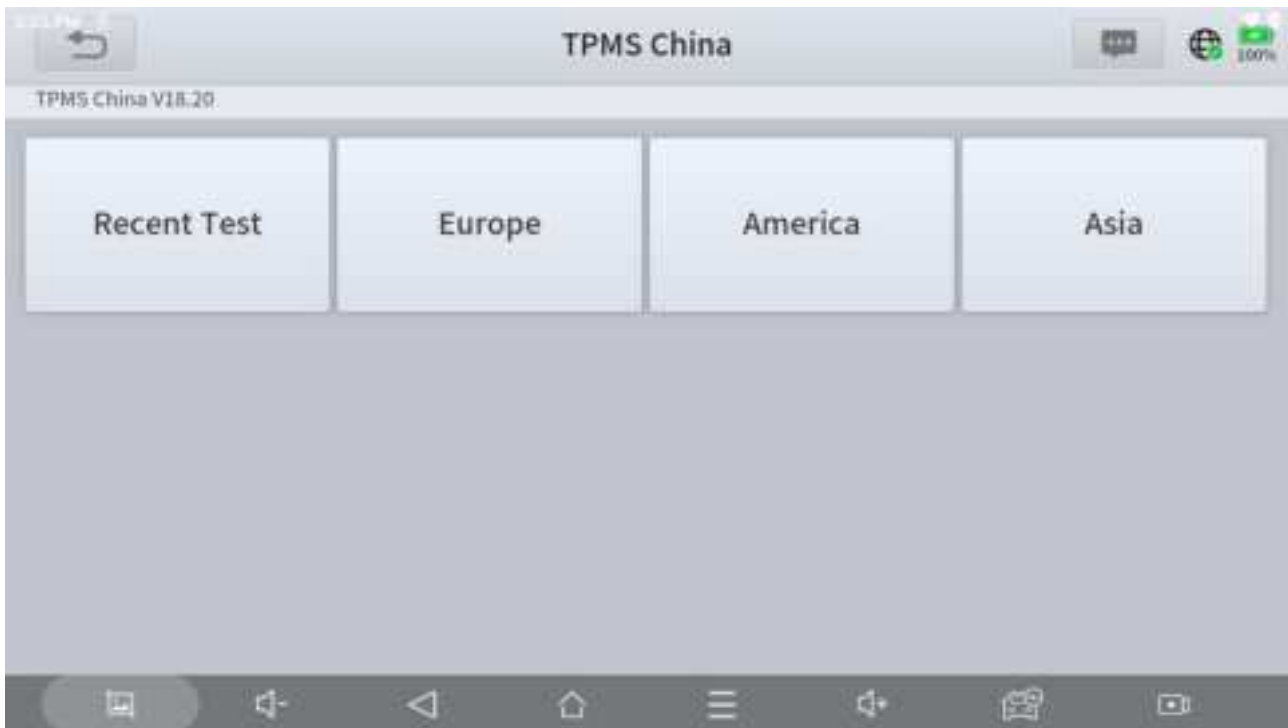 TPMS China
100%
TPMS China V18.20
Recent Test
Europe
America
Asia